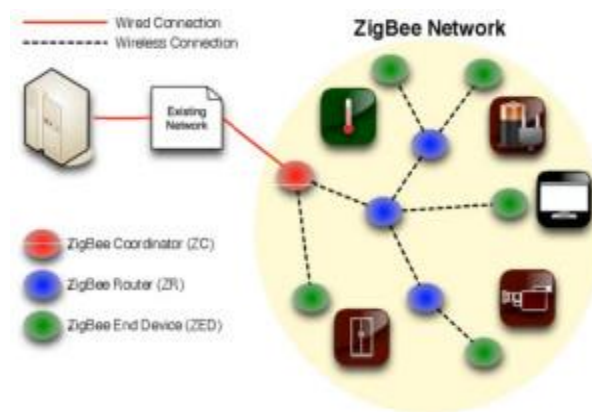 Wired Connection
Wireless Connection
ZigBee Network
Existing
Network
ZigBee Coordinator (ZC)
ZigBee Router (ZR)
ZigBee End Device (ZED)